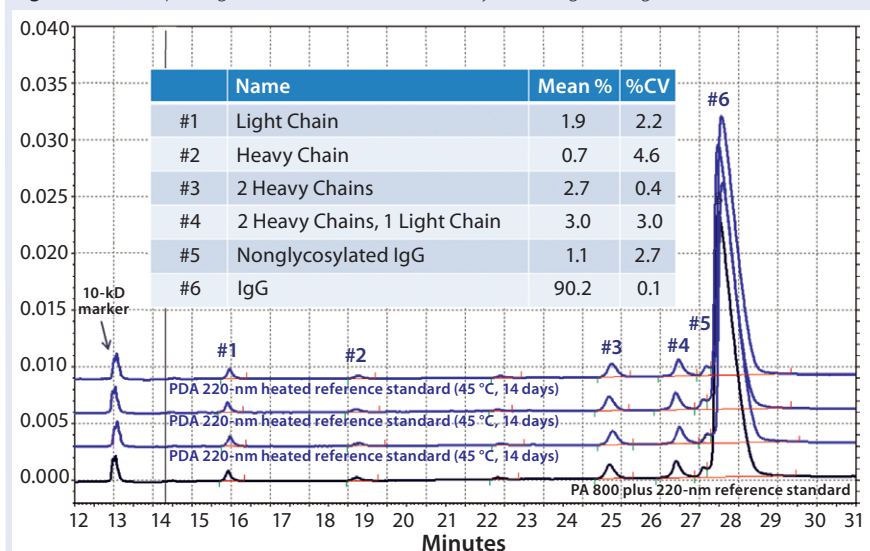 0.040
0.035
0.030
0.025
0.020
0.015
0.010
0.005
0.000
Name Mean % %CV
#1 Light Chain 1.9 2.2
#2 Heavy Chain 0.7 4.6
#3 2 Heavy Chains 2.7 0.4
#4 2 Heavy Chains, 1 Light Chain 3.0 3.0
#5 Nonglycosylated IgG 1.1 2.7
#6 IgG 90.2 0.1
#6
10-kD
marker
#1 #2 #3 #4 #5
PDA 220-nm heated reference standard (45 °C, 14 days)
PDA 220-nm heated reference standard (45 °C, 14 days)
PDA 220-nm heated reference standard (45 °C, 14 days)
PA 800 plus 220-nm reference standard
12 13 14 15 16 17 18 19 20 21 22 23 24 25 26 27 28 29 30 31
Minutes